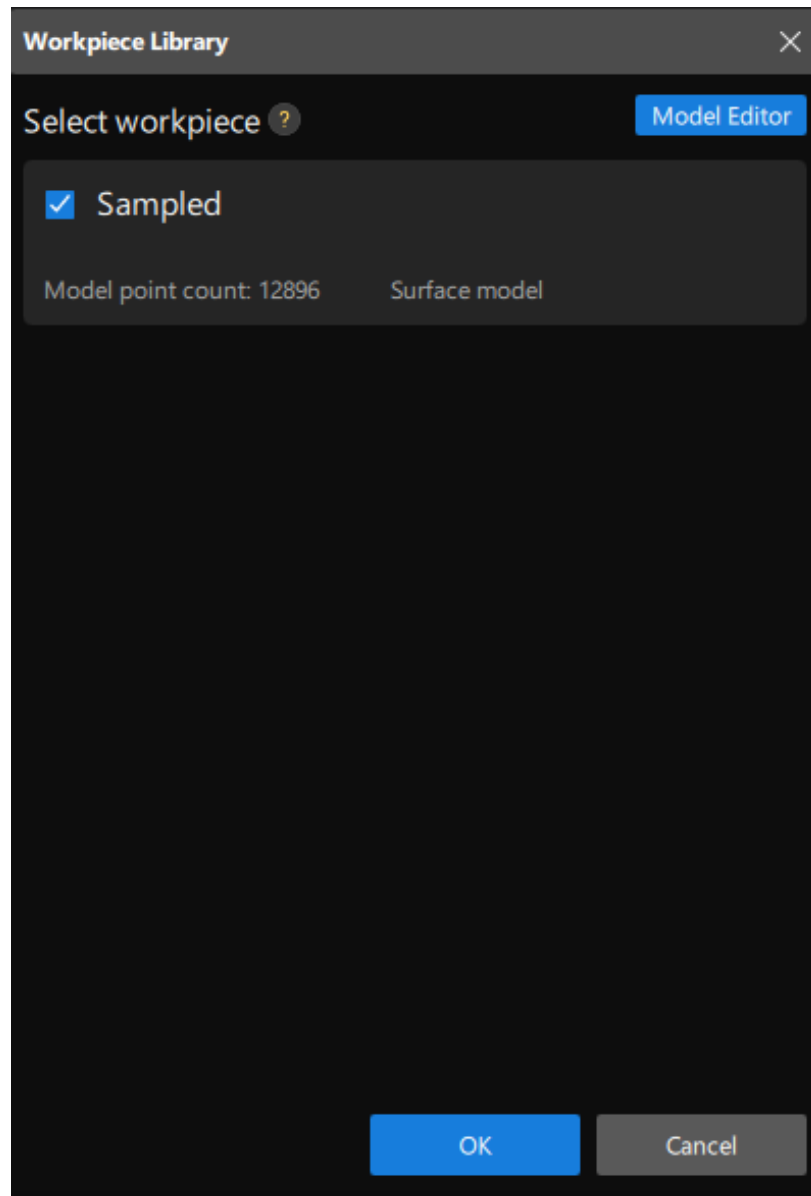 Workpiece Library
Select workpiece ? Model Editor
Sampled
Model point count: 12896 Surface model
OK Cancel